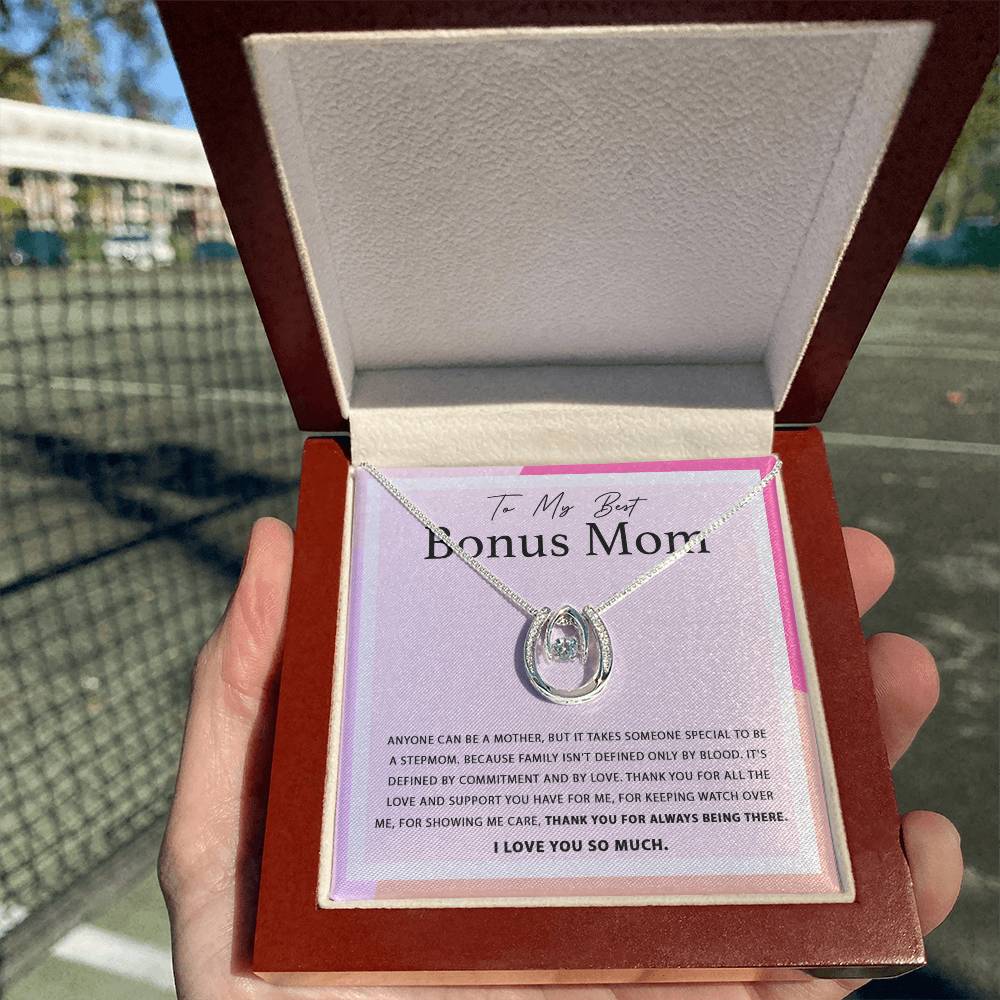 To My Best
Bonus Mom
ANYONE CAN BE A MOTHER, BUT IT TAKES SOMEONE SPECIAL TO BE
A STEPMOM. BECAUSE FAMILY ISN'T DEFINED ONLY BY BLOOD. IT'S
DEFINED BY COMMITMENT AND BY LOVE. THANK YOU FOR ALL THE
LOVE AND SUPPORT YOU HAVE FOR ME, FOR KEEPING WATCH OVER
ME, FOR SHOWING ME CARE, THANK YOU FOR ALWAYS BEING THERE.
I LOVE YOU SO MUCH.